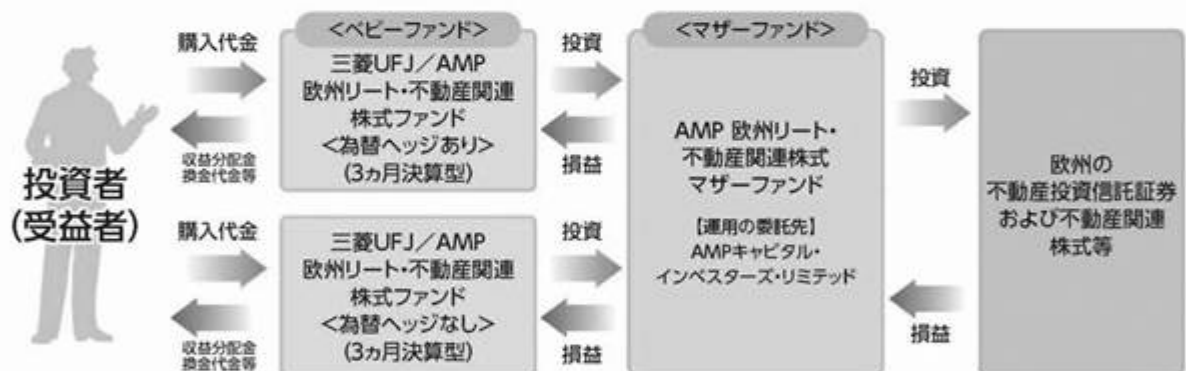 購入代金
収益分配金
換金代金等
投資者
(受益者)
購入代金
収益分配金
換金代金等
<ベビーファンド>
三菱UFJ/AMP
欧州リート・不動産関連
株式ファンド
<為替ヘッジあり>
(3ヵ月決算型)
三菱UFJ/AMP
欧州リート・不動産関連
株式ファンド
<為替ヘッジなし>
(3ヵ月決算型)
投資
損益
投資
損益
<マザーファンド>
AMP 欧州リート・
不動産関連株式
マザーファンド
【運用の委託先】
AMPキャピタル・
インベスターズ・リミテッド
投資
損益
欧州の
不動産投資信託証券
および不動産関連
株式等